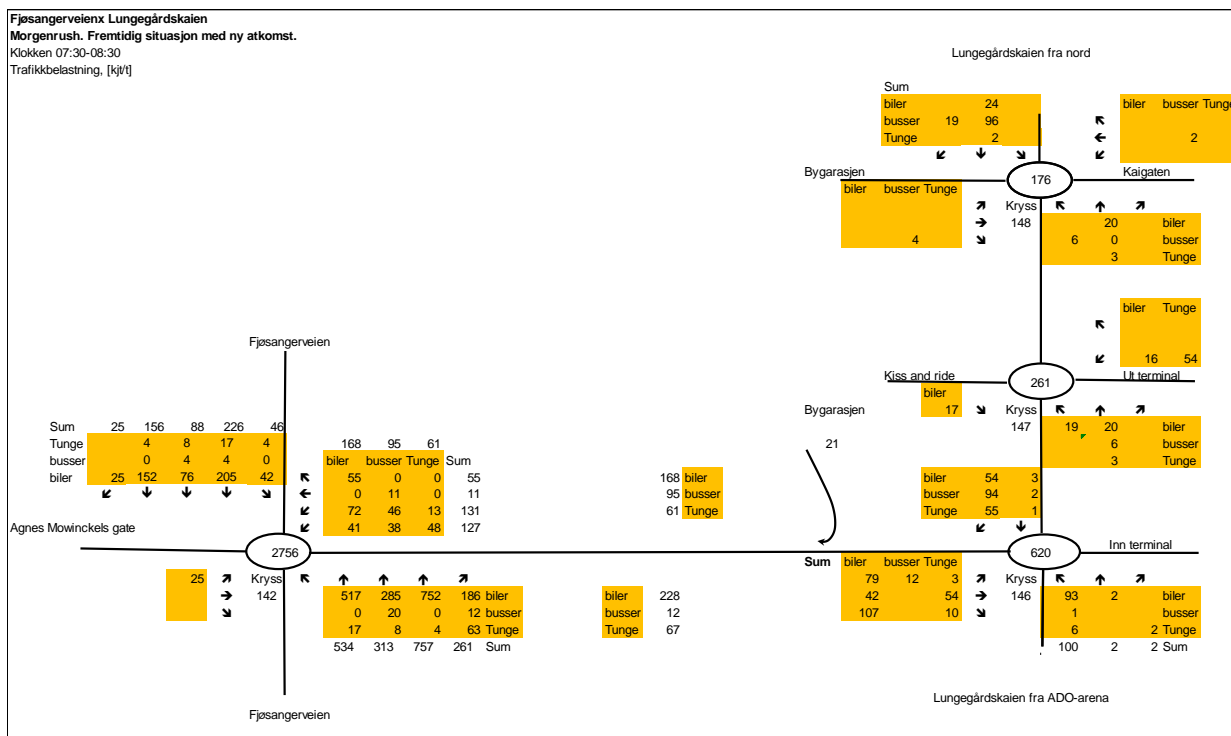 Fjøsangerveienx Lungegårdskaien
Morgenrush. Fremtidig situasjon med ny atkomst.
Klokken 07:30-08:30
Trafikkbelastning, [kjt/t]
Lungegårdskaien fra nord
Sum
biler 24
busser 19 96
Tunge 2
biler busser Tunge
2
Bygarasjen
176
Kaigaten
biler busser Tunge
4
Kryss
148
20 biler
6 0 busser
3 Tunge
biler Tunge
16 54
Fjøsangerveien
Kiss and ride
261
Ut terminal
biler
17
Kryss
147
19 20 biler
6 busser
3 Tunge
Bygarasjen
21
Sum 25 156 88 226 46
Tunge 4 8 17 4
busser 0 4 4 0
biler 25 152 76 205 42
168 95 61
biler busser Tunge Sum
55 0 0 55
0 11 0 11
72 46 13 131
41 38 48 127
168 biler
95 busser
61 Tunge
biler 54 3
busser 94 2
Tunge 55 1
Agnes Mowinckels gate
2756
620
Inn terminal
Sum biler busser Tunge
79 12 3
42 54
107 10
25
Kryss
142
517 285 752 186 biler
0 20 0 12 busser
17 8 4 63 Tunge
534 313 757 261 Sum
biler 228
busser 12
Tunge 67
Kryss
146
93 2 biler
1 busser
6 2 Tunge
100 2 2 Sum
Lungegårdskaien fra ADO-arena
Fjøsangerveien